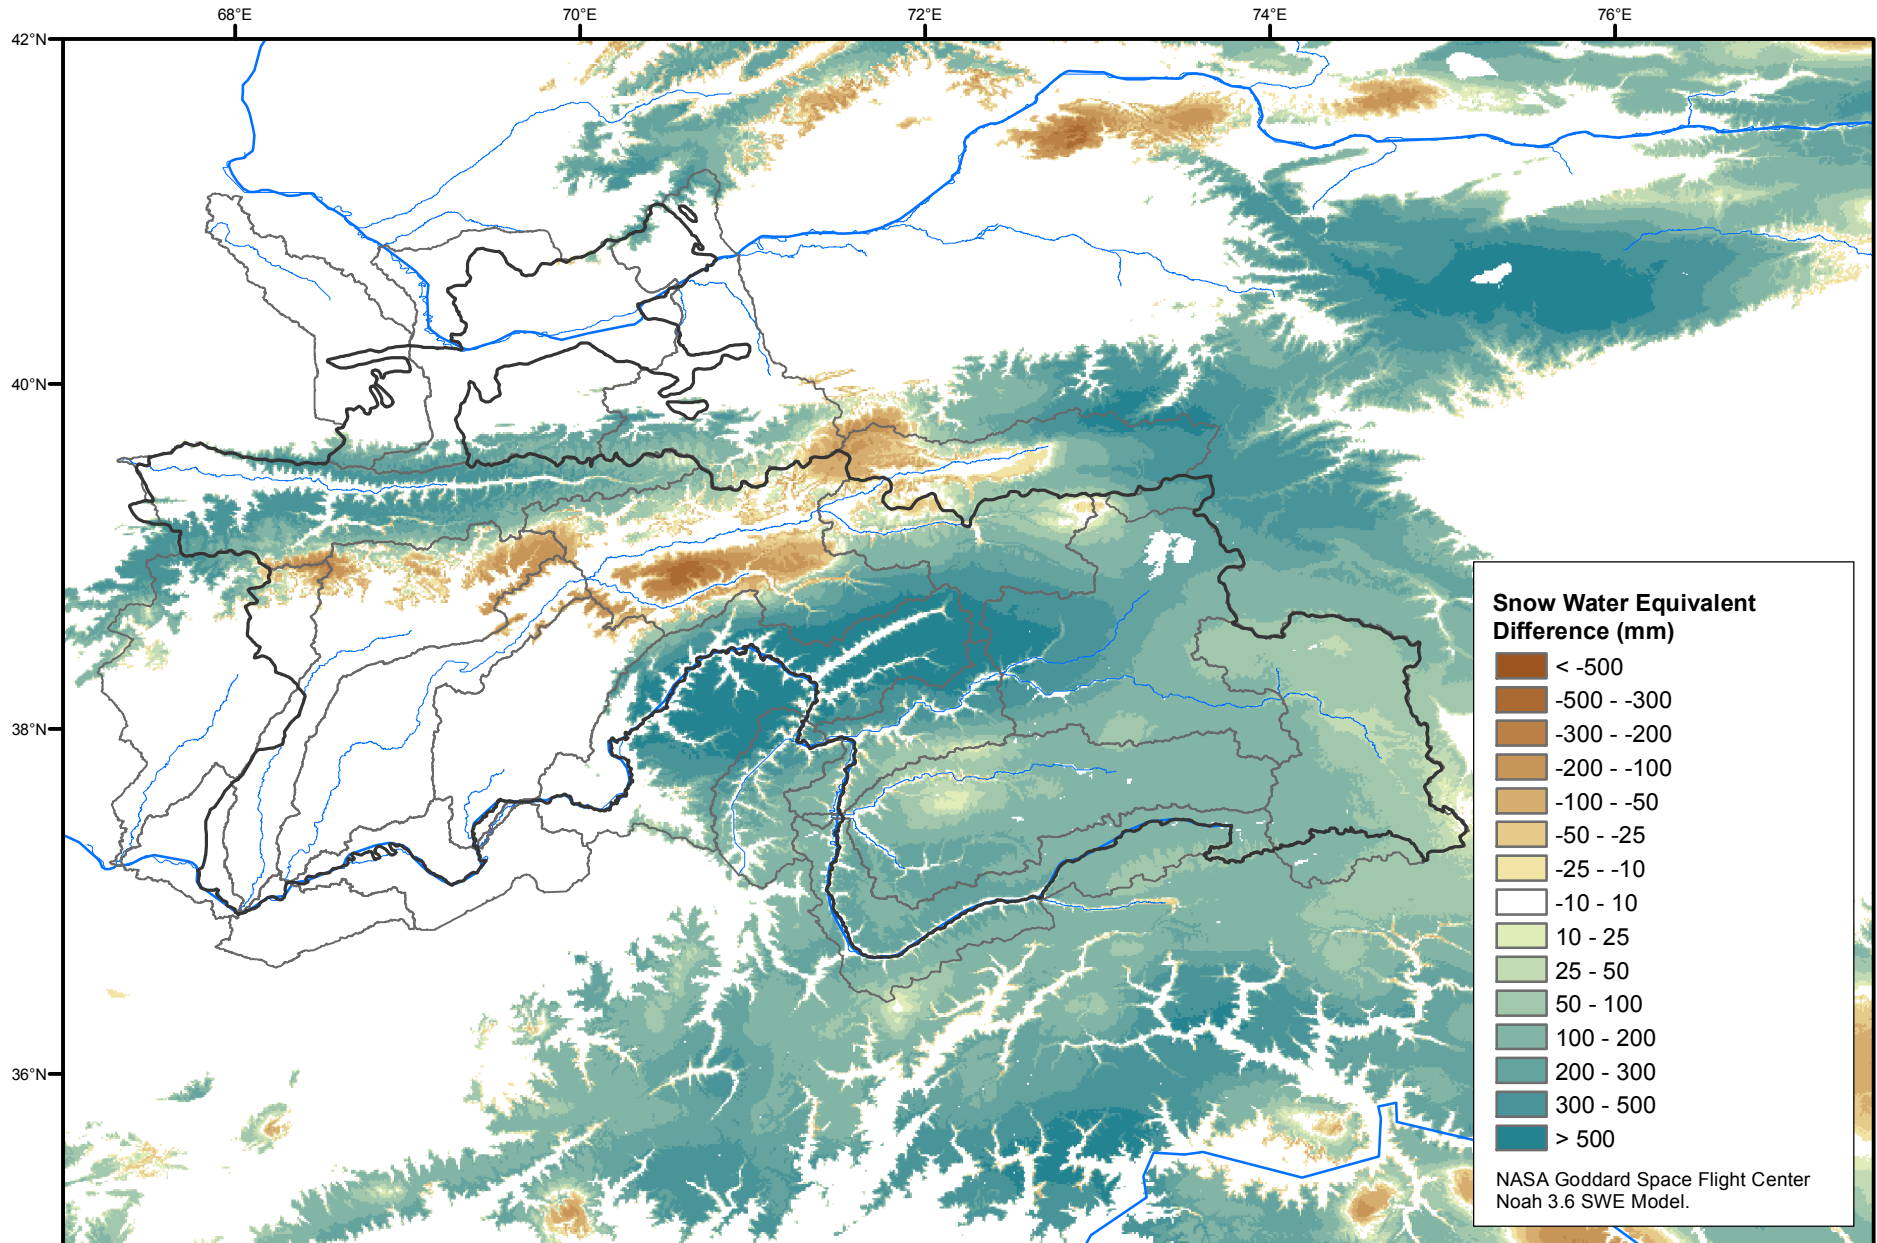 68°E 70°E 72°E 74°E 76°E
42°N
40°N
38°N
36°N
Snow Water Equivalent
Difference (mm)
< -500
-500 - -300
-300 - -200
-200 - -100
-100 - -50
-50 - -25
-25 - -10
-10 - 10
10 - 25
25 - 50
50 - 100
100 - 200
200 - 300
300 - 500
> 500
NASA Goddard Space Flight Center
Noah 3.6 SWE Model.